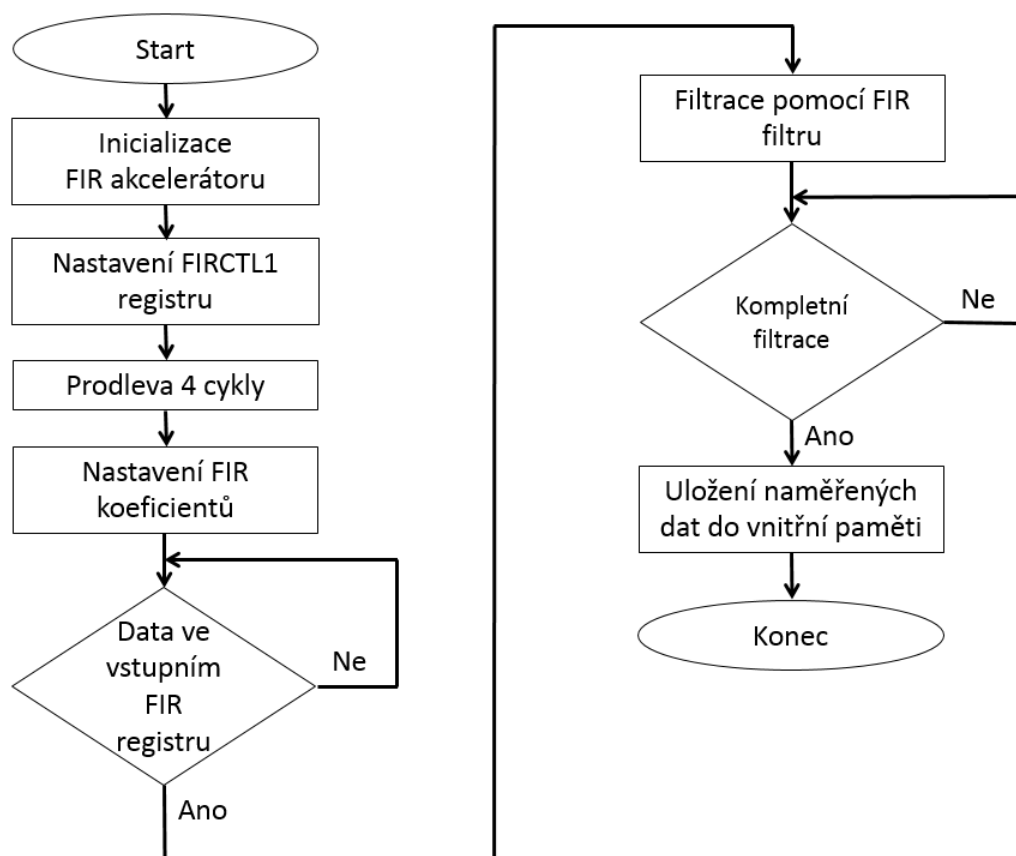 Start
Inicializace
FIR akcelerátoru
Nastavení FIRCTL1
registru
Prodleva 4 cykly
Nastavení FIR
koeficientů
Data ve
vstupním
FIR
registru
Ne
Ano
Filtrace pomocí FIR
filtru
Kompletní
filtrace
Ne
Ano
Uložení naměřených
dat do vnitřní paměti
Konec